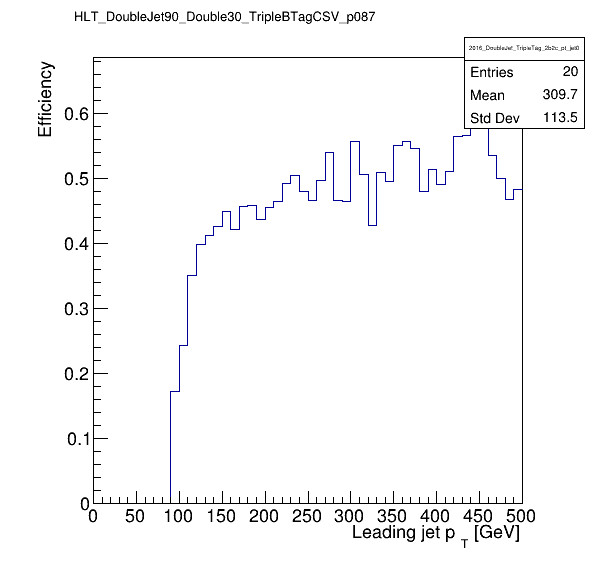 HLT_DoubleJet90_Double30_TripleBTagCSV_p087
2016_DoubleJet_TripleTag_2b2c_pt_jet0
Entries 20
Mean 309.7
Std Dev 113.5
Efficiency
0.6
0.5
0.4
0.3
0.2
0.1
0
0 50 100 150 200 250 300 350 400 450 500
Leading jet p T [GeV]